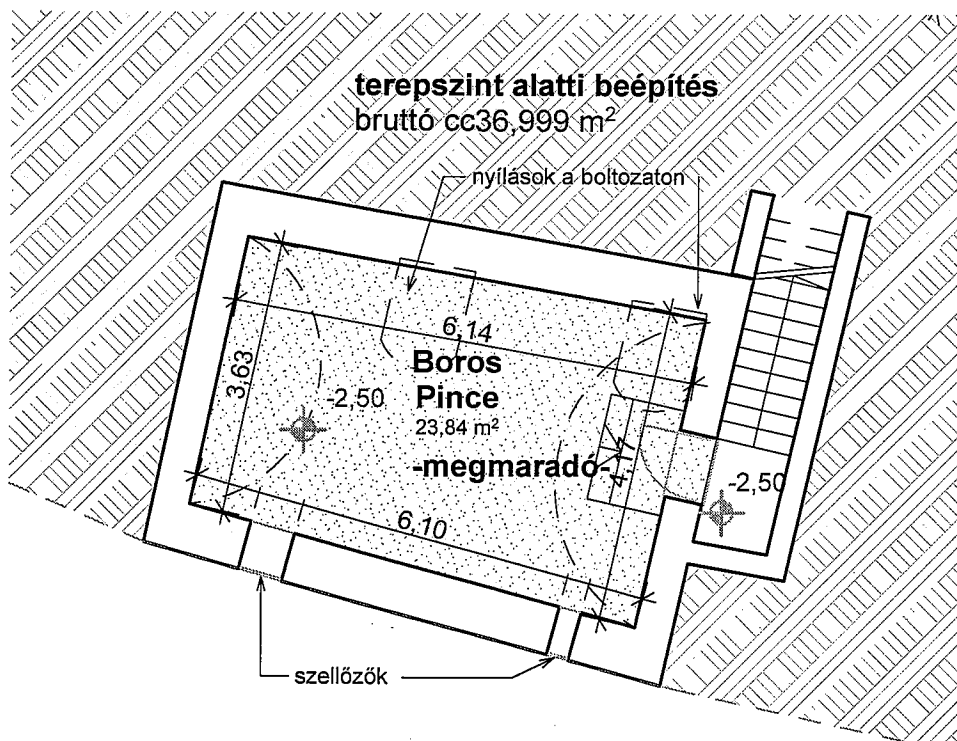 terepszint alatti beépítés
bruttó cc36,999 m²
nyílások a boltozaton
6,14
3,63
Boros
Pince
23,84 m²
-megmaradó-
-2,50
-2,50
6,10
szellőzők